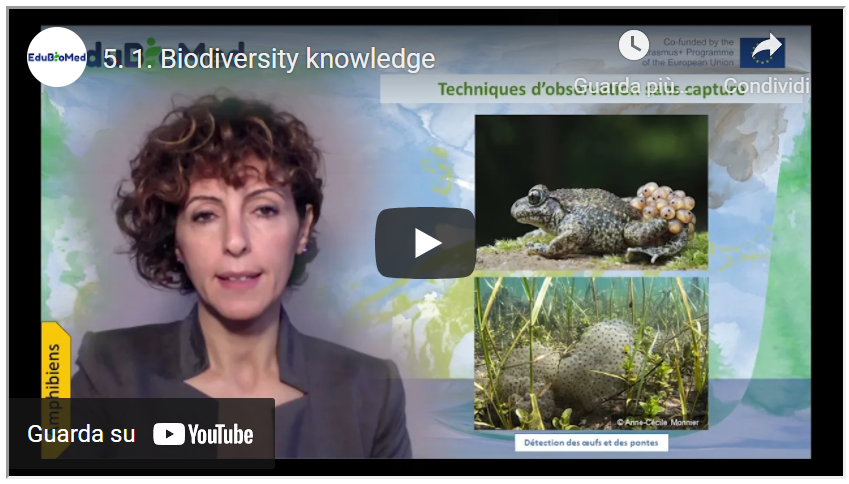 EduBioMed
5. 1. Biodiversity knowledge
Co-funded by the
Erasmus+ Programme
of the European Union
Guarda più...
Condividi
Techniques d'observation sans capture
Amphibiens
© Anne-Cécile Monnier
Détection des œufs et des pontes
Guarda su YouTube